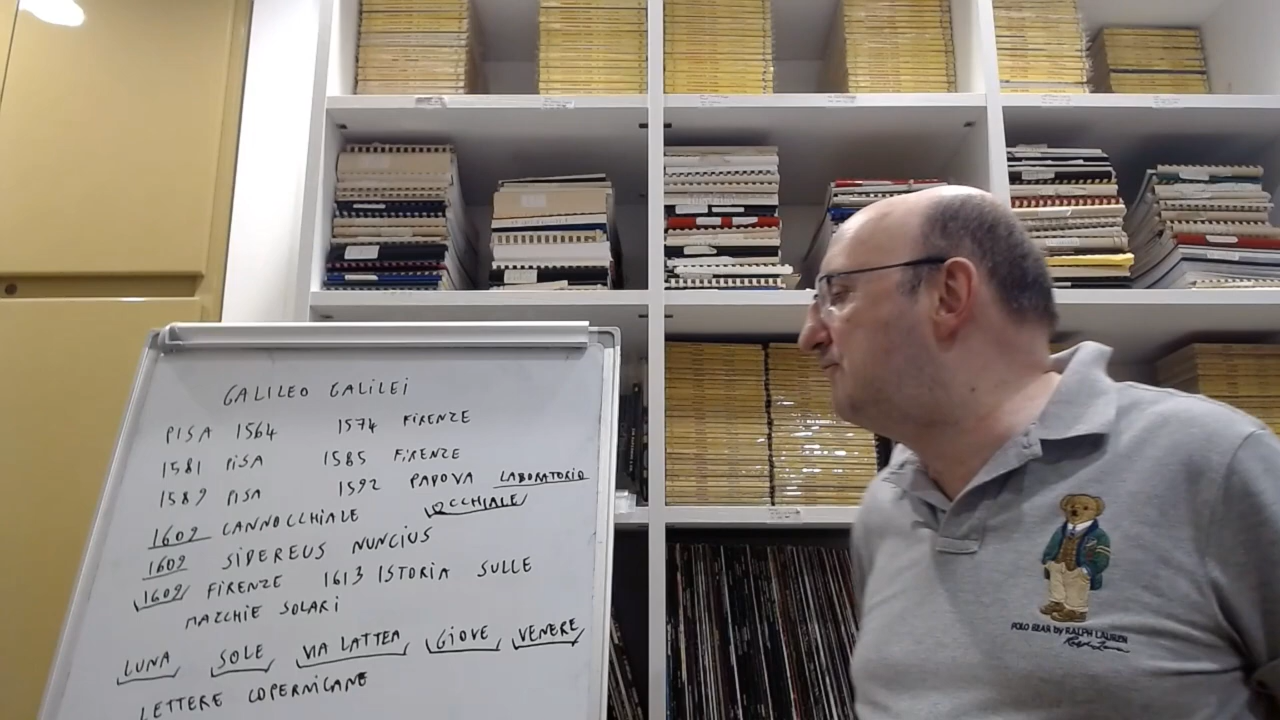 GALILEO GALILEI
PISA 1564 1574 FIRENZE
1581 PISA 1585 FIRENZE
1589 PISA 1592 PADOVA LABORATORIO
1609 CANNOCCHIALE OCCHIALE
1609 SIDEREUS NUNCIUS
1609 FIRENZE 1613 ISTORIA SULLE
MACCHIE SOLARI
LUNA SOLE VIA LATTEA GIOVE VENERE
LETTERE COPERNICANE
POLO BEAR by RALPH LAUREN
Ralph Lauren